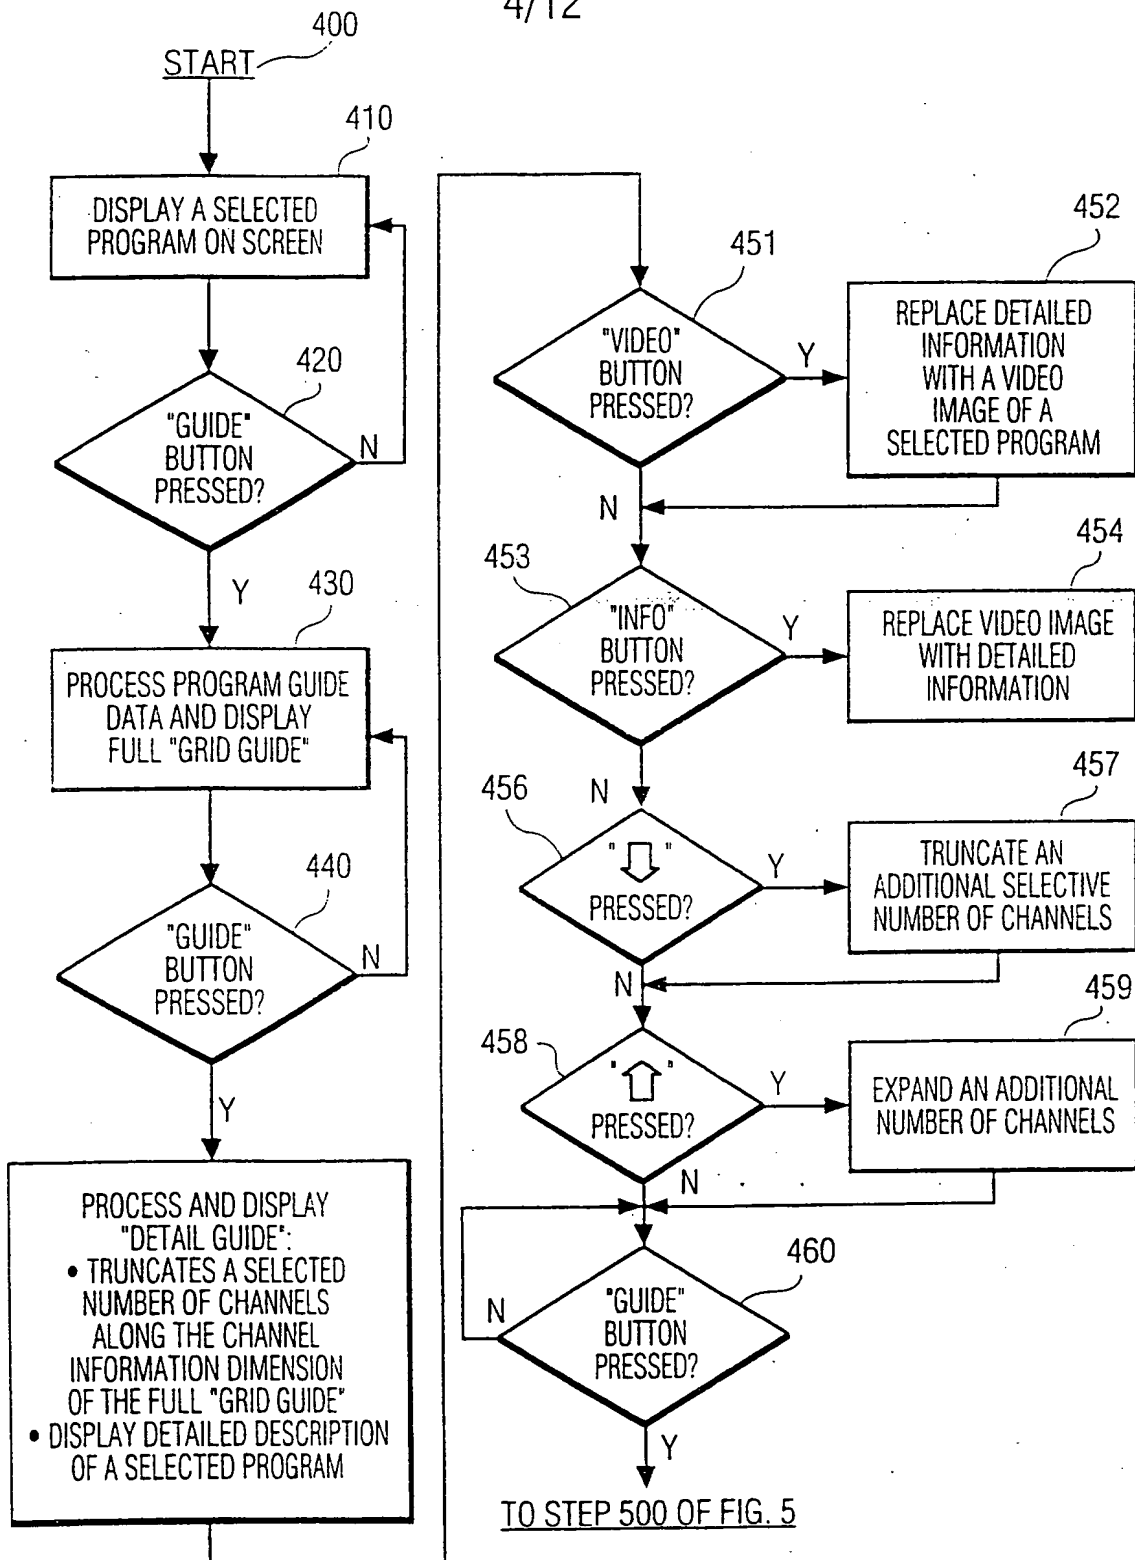 4/12
400
START
410
DISPLAY A SELECTED
PROGRAM ON SCREEN
420
"GUIDE"
BUTTON
PRESSED?
N
Y
430
PROCESS PROGRAM GUIDE
DATA AND DISPLAY
FULL "GRID GUIDE"
440
"GUIDE"
BUTTON
PRESSED?
N
Y
PROCESS AND DISPLAY
"DETAIL GUIDE":
• TRUNCATES A SELECTED
NUMBER OF CHANNELS
ALONG THE CHANNEL
INFORMATION DIMENSION
OF THE FULL "GRID GUIDE"
• DISPLAY DETAILED DESCRIPTION
OF A SELECTED PROGRAM
451
"VIDEO"
BUTTON
PRESSED?
Y
N
452
REPLACE DETAILED
INFORMATION
WITH A VIDEO
IMAGE OF A
SELECTED PROGRAM
453
"INFO"
BUTTON
PRESSED?
Y
N
454
REPLACE VIDEO IMAGE
WITH DETAILED
INFORMATION
456
"⇩"
PRESSED?
Y
N
457
TRUNCATE AN
ADDITIONAL SELECTIVE
NUMBER OF CHANNELS
458
"⇧"
PRESSED?
Y
N
459
EXPAND AN ADDITIONAL
NUMBER OF CHANNELS
460
"GUIDE"
BUTTON
PRESSED?
N
Y
TO STEP 500 OF FIG. 5